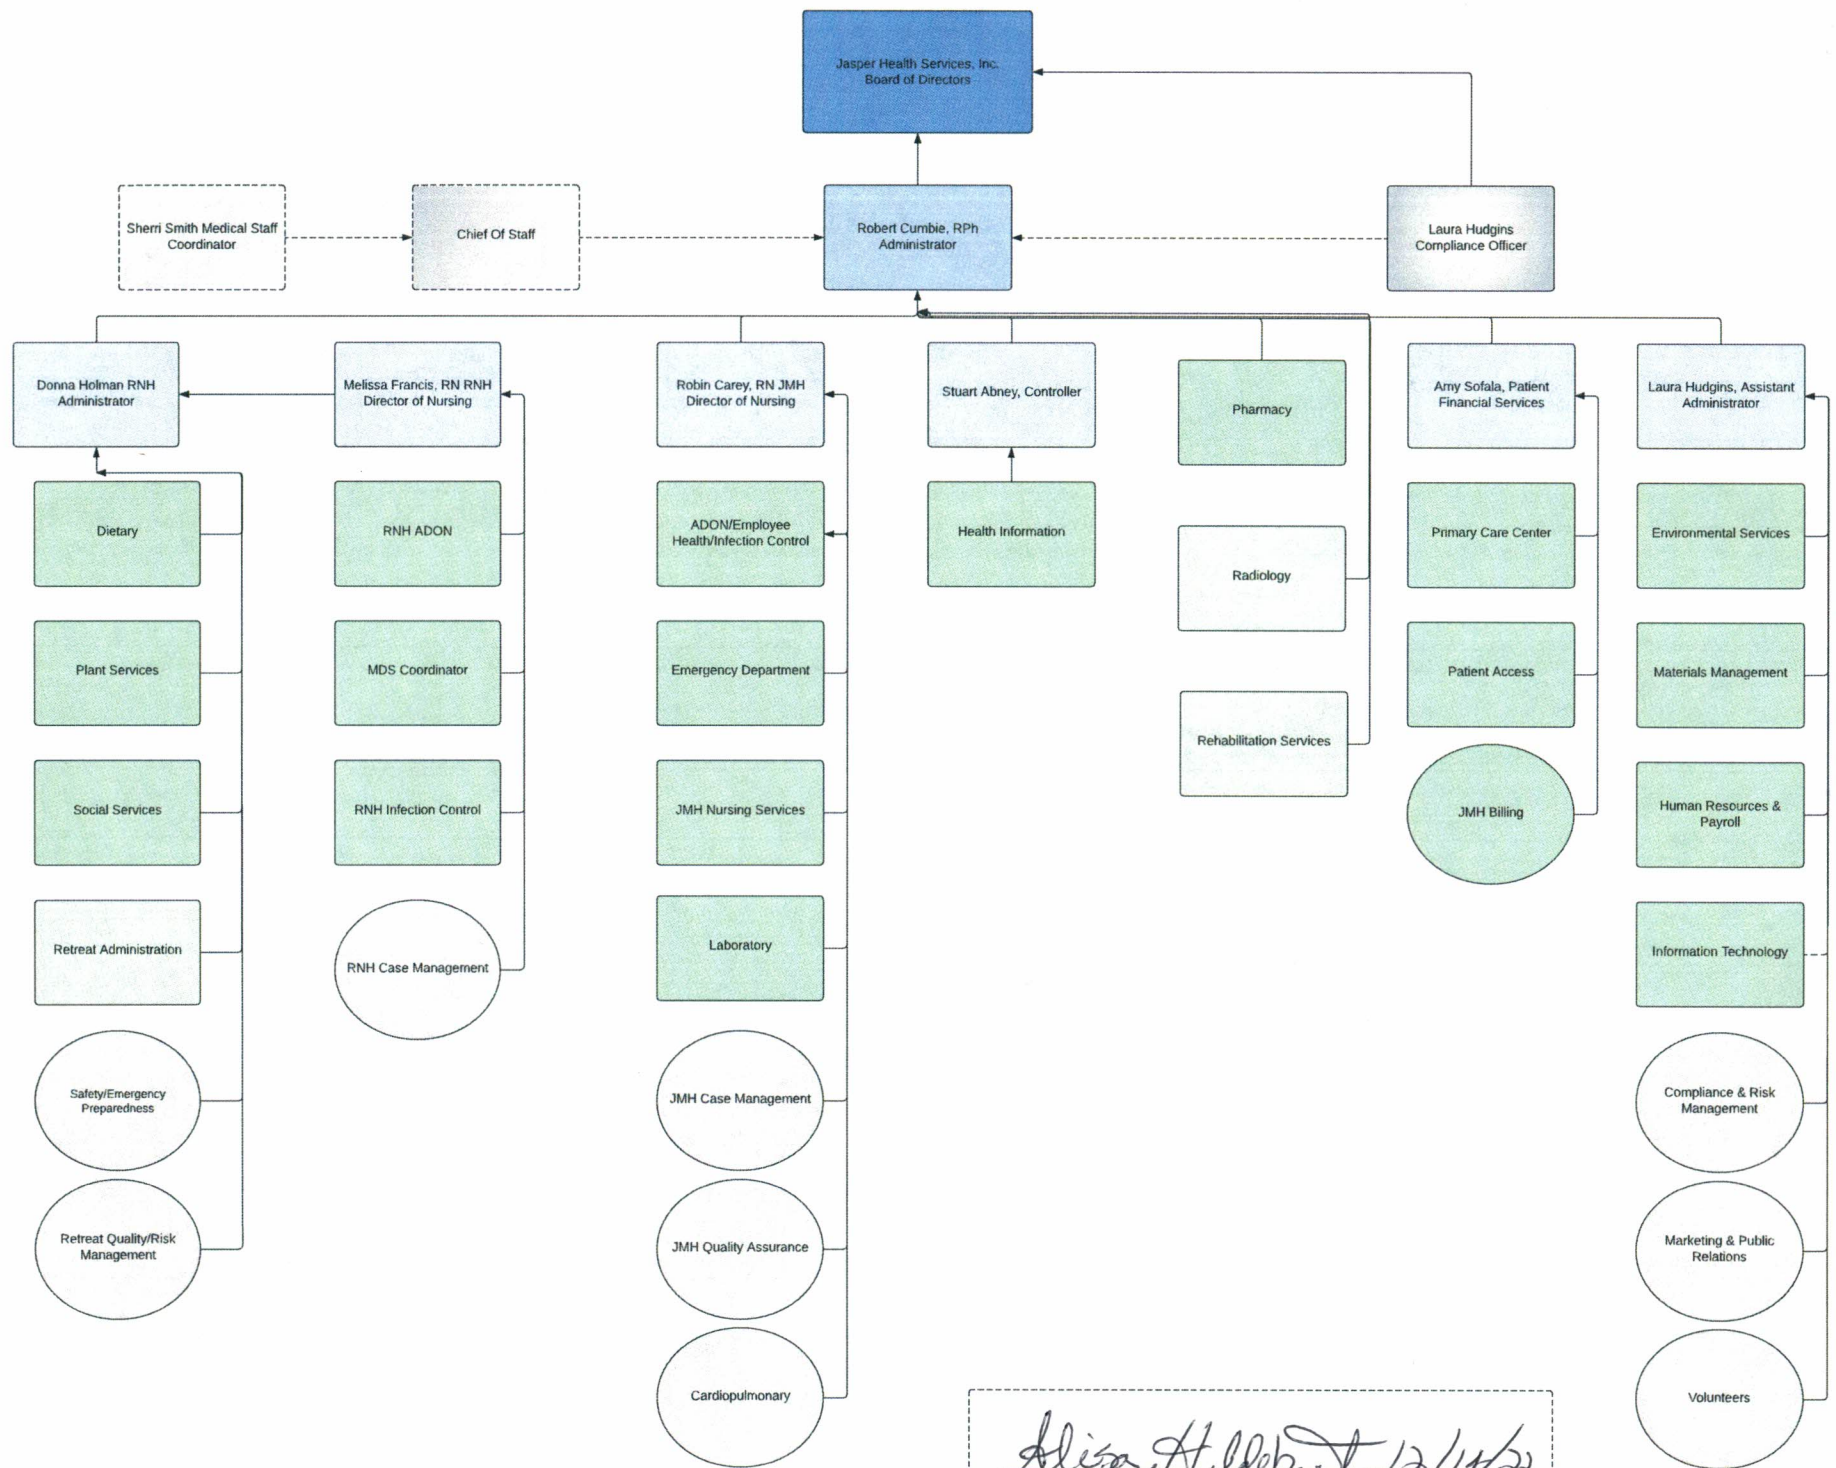 Jasper Health Services, Inc.
Board of Directors
Sherri Smith Medical Staff
Coordinator
Chief Of Staff
Robert Cumbie, RPh
Administrator
Laura Hudgins
Compliance Officer
Donna Holman RNH
Administrator
Melissa Francis, RN RNH
Director of Nursing
Robin Carey, RN JMH
Director of Nursing
Stuart Abney, Controller
Pharmacy
Amy Sofala, Patient
Financial Services
Laura Hudgins, Assistant
Administrator
Dietary
RNH ADON
ADON/Employee
Health/Infection Control
Health Information
Radiology
Primary Care Center
Environmental Services
Plant Services
MDS Coordinator
Emergency Department
Rehabilitation Services
Patient Access
Materials Management
Social Services
RNH Infection Control
JMH Nursing Services
JMH Billing
Human Resources &
Payroll
Retreat Administration
RNH Case Management
Laboratory
Information Technology
Safety/Emergency
Preparedness
JMH Case Management
Compliance & Risk
Management
Retreat Quality/Risk
Management
JMH Quality Assurance
Marketing & Public
Relations
Cardiopulmonary
Volunteers